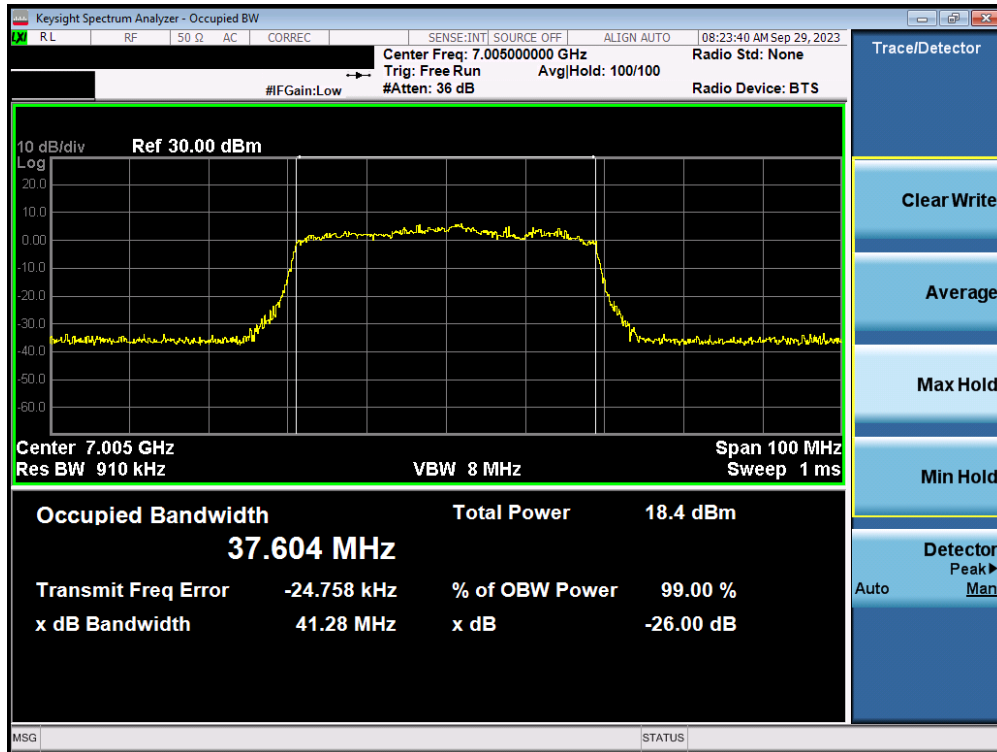 Keysight Spectrum Analyzer - Occupied BW
LXI RL RF 50 Ω AC CORREC SENSE:INT SOURCE OFF ALIGN AUTO 08:23:40 AM Sep 29, 2023
Center Freq: 7.005000000 GHz Radio Std: None
Trig: Free Run Avg|Hold: 100/100
#IFGain:Low #Atten: 36 dB Radio Device: BTS
Trace/Detector
10 dB/div Ref 30.00 dBm
Log
20.0
10.0
0.00
-10.0
-20.0
-30.0
-40.0
-50.0
-60.0
Center 7.005 GHz Span 100 MHz
Res BW 910 kHz VBW 8 MHz Sweep 1 ms
Occupied Bandwidth Total Power 18.4 dBm
37.604 MHz
Transmit Freq Error -24.758 kHz % of OBW Power 99.00 %
x dB Bandwidth 41.28 MHz x dB -26.00 dB
Clear Write
Average
Max Hold
Min Hold
Detector
Peak▶
Auto Man
MSG STATUS